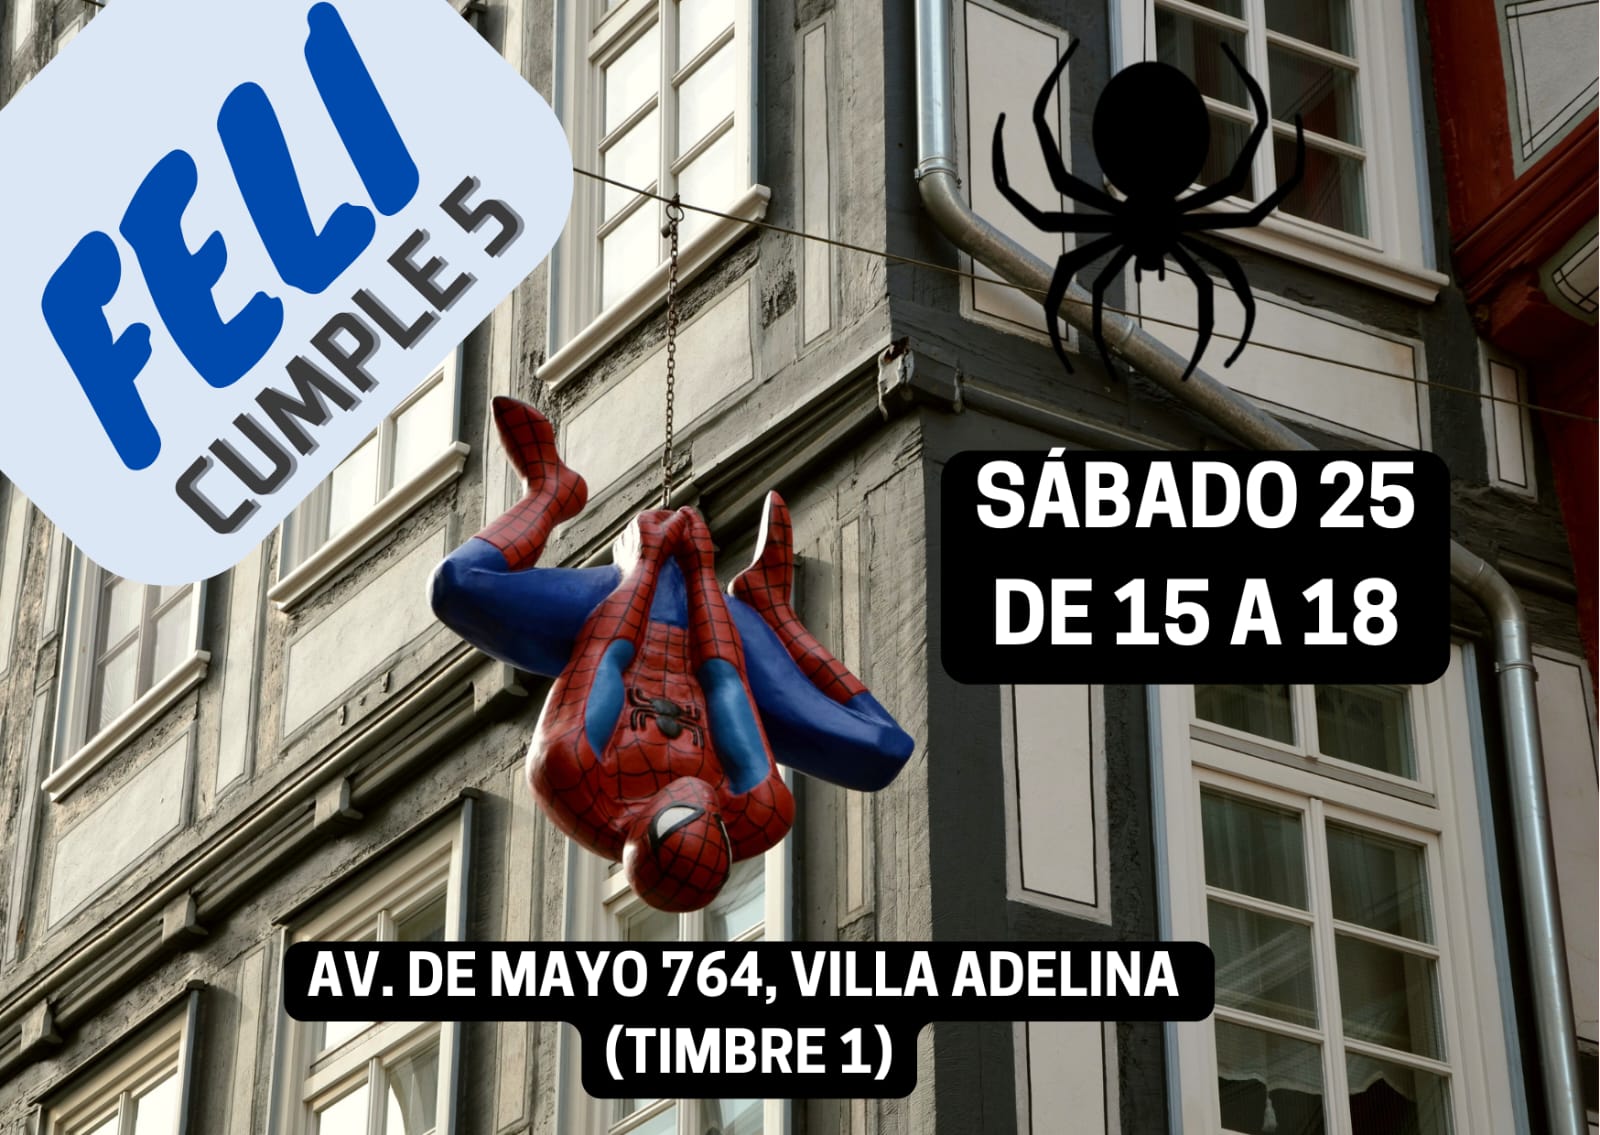 FELI
CUMPLE 5
SÁBADO 25
DE 15 A 18
AV. DE MAYO 764, VILLA ADELINA
(TIMBRE 1)